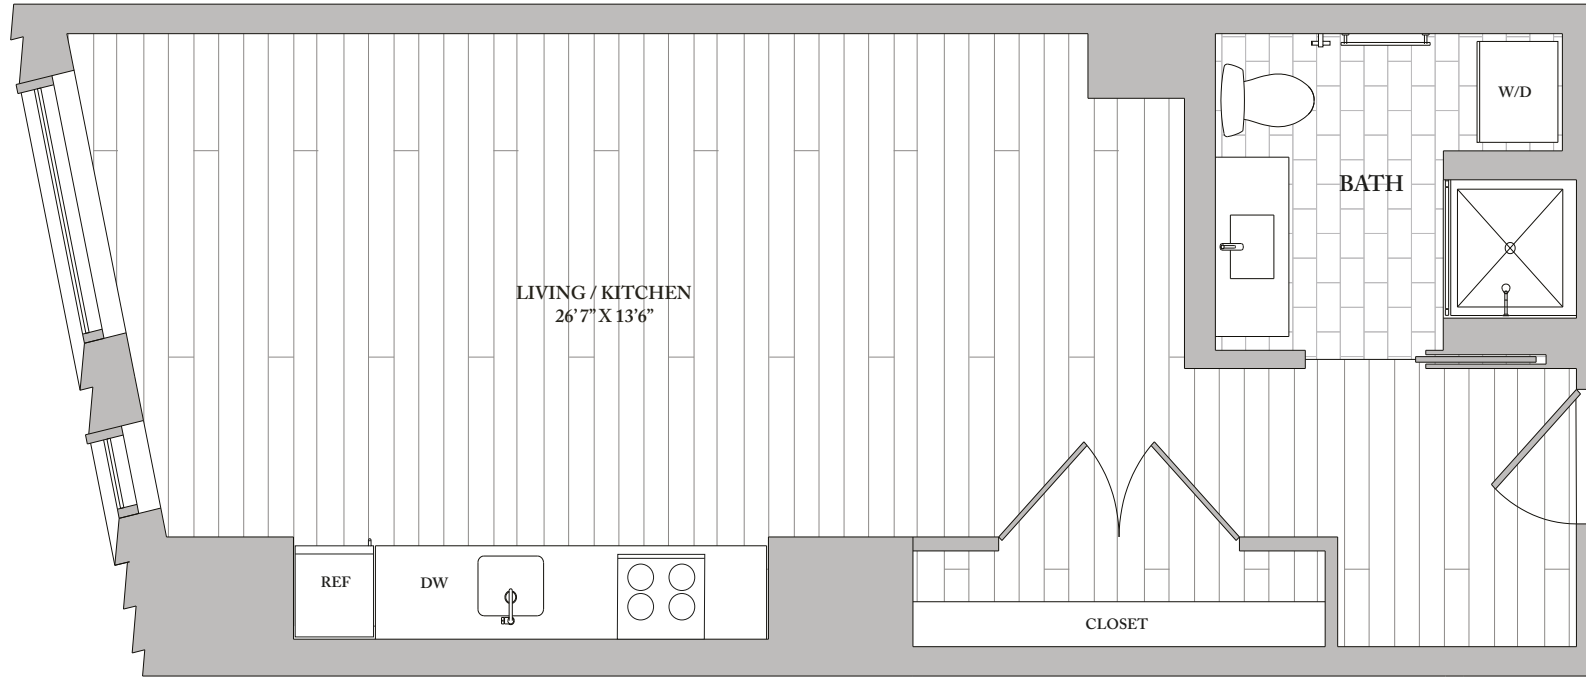 W/D
BATH
LIVING / KITCHEN
26’7” X 13’6”
REF
DW
CLOSET